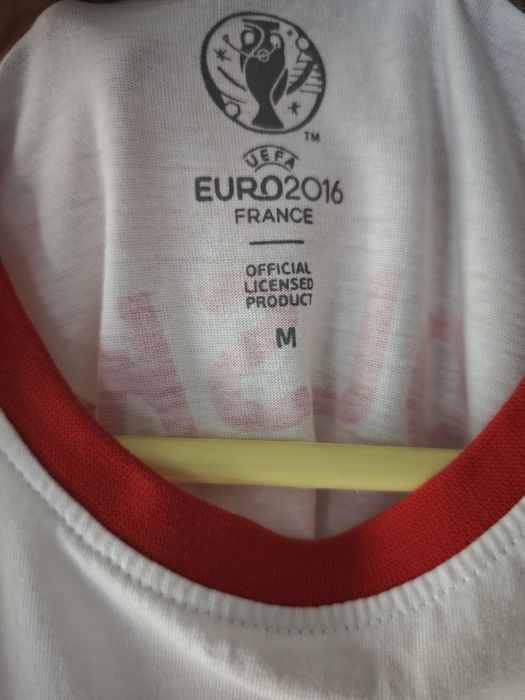 TM
UEFA
EURO2016
FRANCE
OFFICIAL
LICENSED
PRODUCT
M